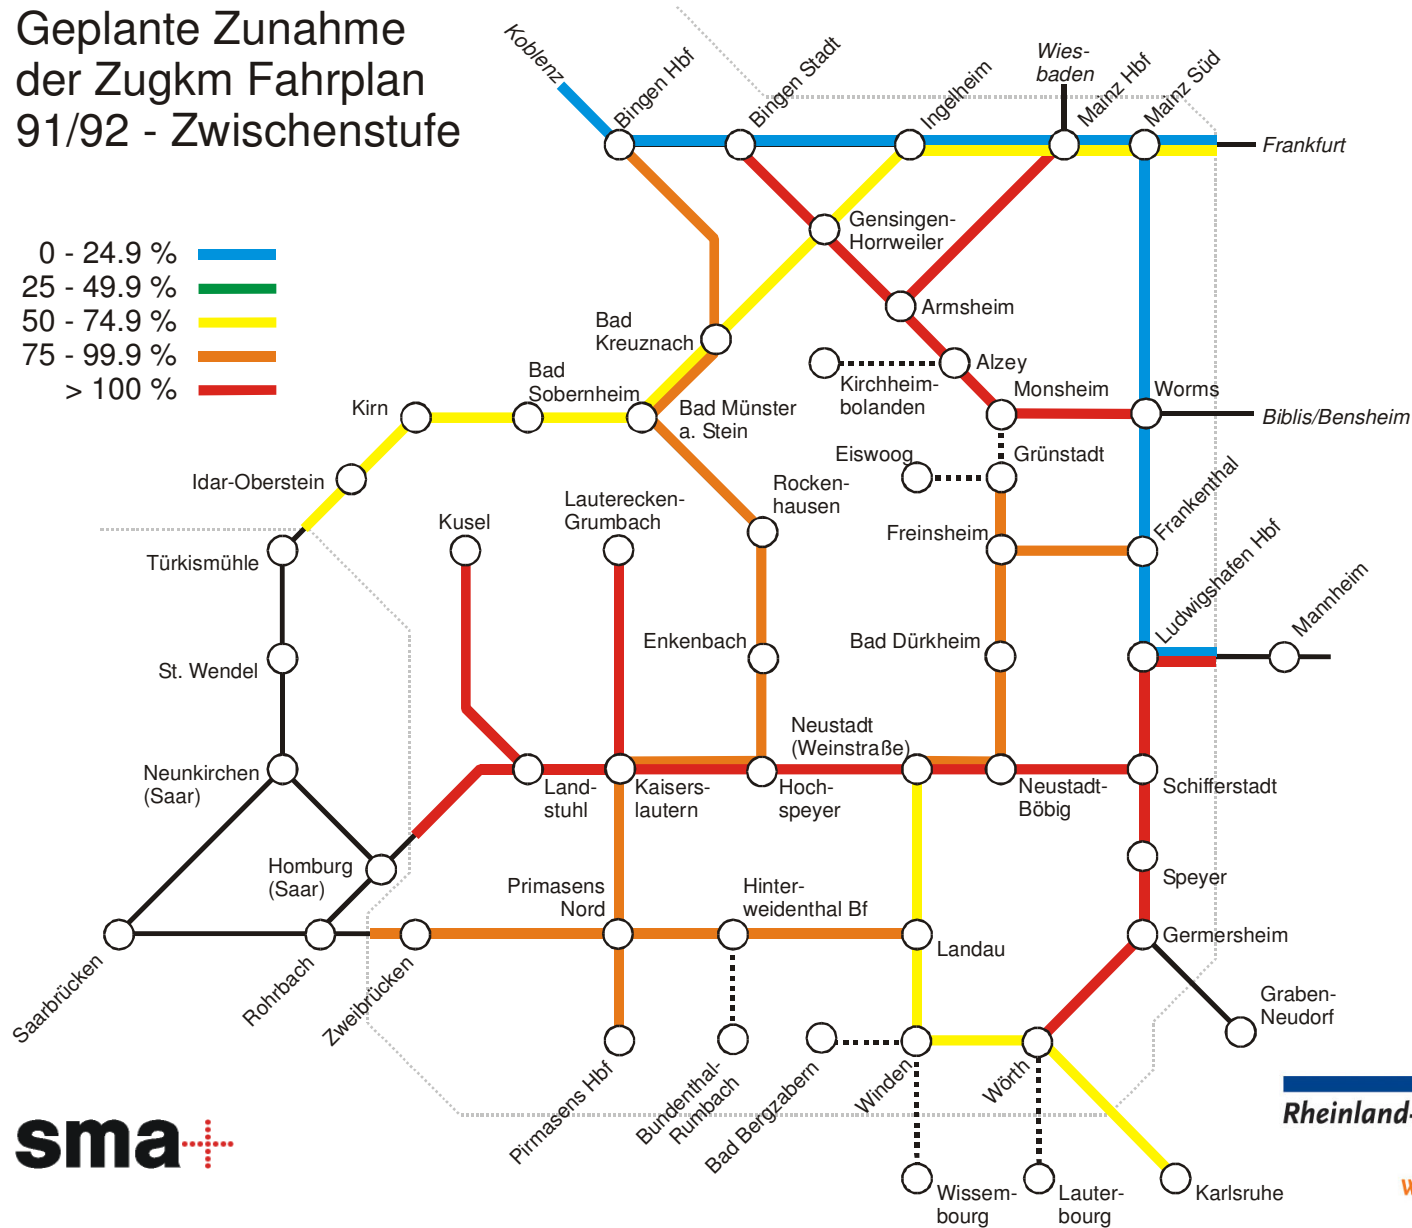 Geplante Zunahme
der Zugkm Fahrplan
91/92 - Zwischenstufe
0 - 24.9 %
25 - 49.9 %
50 - 74.9 %
75 - 99.9 %
> 100 %
Koblenz
Bingen Hbf
Bingen Stadt
Ingelheim
Wies-
baden
Mainz Hbf
Mainz Süd
Frankfurt
Gensingen-
Horrweiler
Armsheim
Bad
Kreuznach
Alzey
Kirchheim-
bolanden
Monsheim
Worms
Biblis/Bensheim
Bad
Sobernheim
Kirn
Bad Münster
a. Stein
Idar-Oberstein
Eiswoog
Grünstadt
Rocken-
hausen
Lauterecken-
Grumbach
Kusel
Freinsheim
Frankenthal
Türkismühle
Ludwigshafen Hbf
Mannheim
St. Wendel
Enkenbach
Bad Dürkheim
Neustadt
(Weinstraße)
Neunkirchen
(Saar)
Land-
stuhl
Kaisers-
lautern
Hoch-
speyer
Neustadt-
Böbig
Schifferstadt
Homburg
(Saar)
Primasens
Nord
Hinter-
weidenthal Bf
Speyer
Landau
Germersheim
Saarbrücken
Rohrbach
Zweibrücken
Graben-
Neudorf
Pirmasens Hbf
Bundenthal-
Rumbach
Bad Bergzabern
Winden
Wörth
Wissem-
bourg
Lauter-
bourg
Karlsruhe
sma
Rheinland-